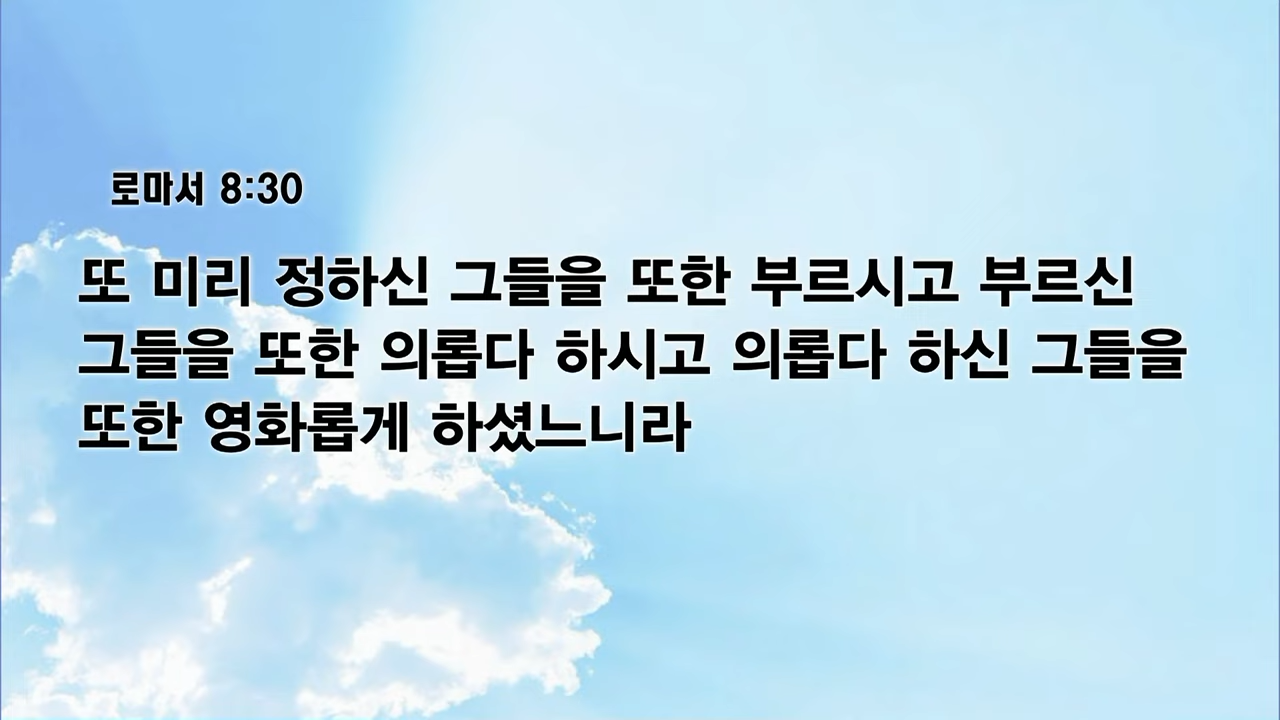 로마서 8:30
또 미리 정하신 그들을 또한 부르시고 부르신
그들을 또한 의롭다 하시고 의롭다 하신 그들을
또한 영화롭게 하셨느니라